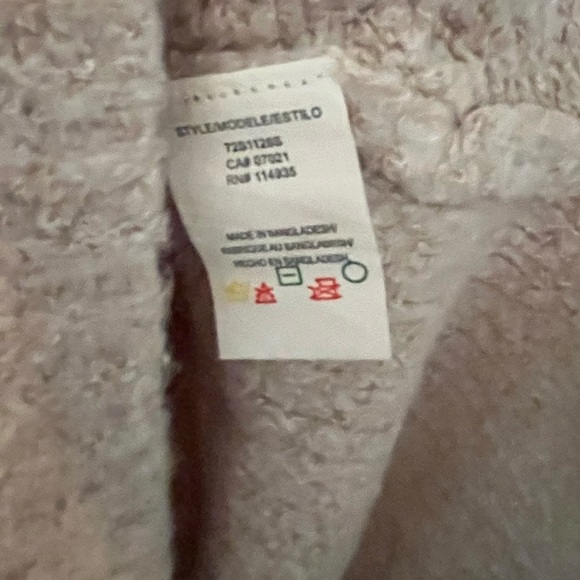 STYLE/MODELE/ESTILO
72S1126S
CA# 07021
RN# 114935
MADE IN BANGLADESH/
FABRIQUE AU BANGLADESH/
HECHO EN BANGLADESH